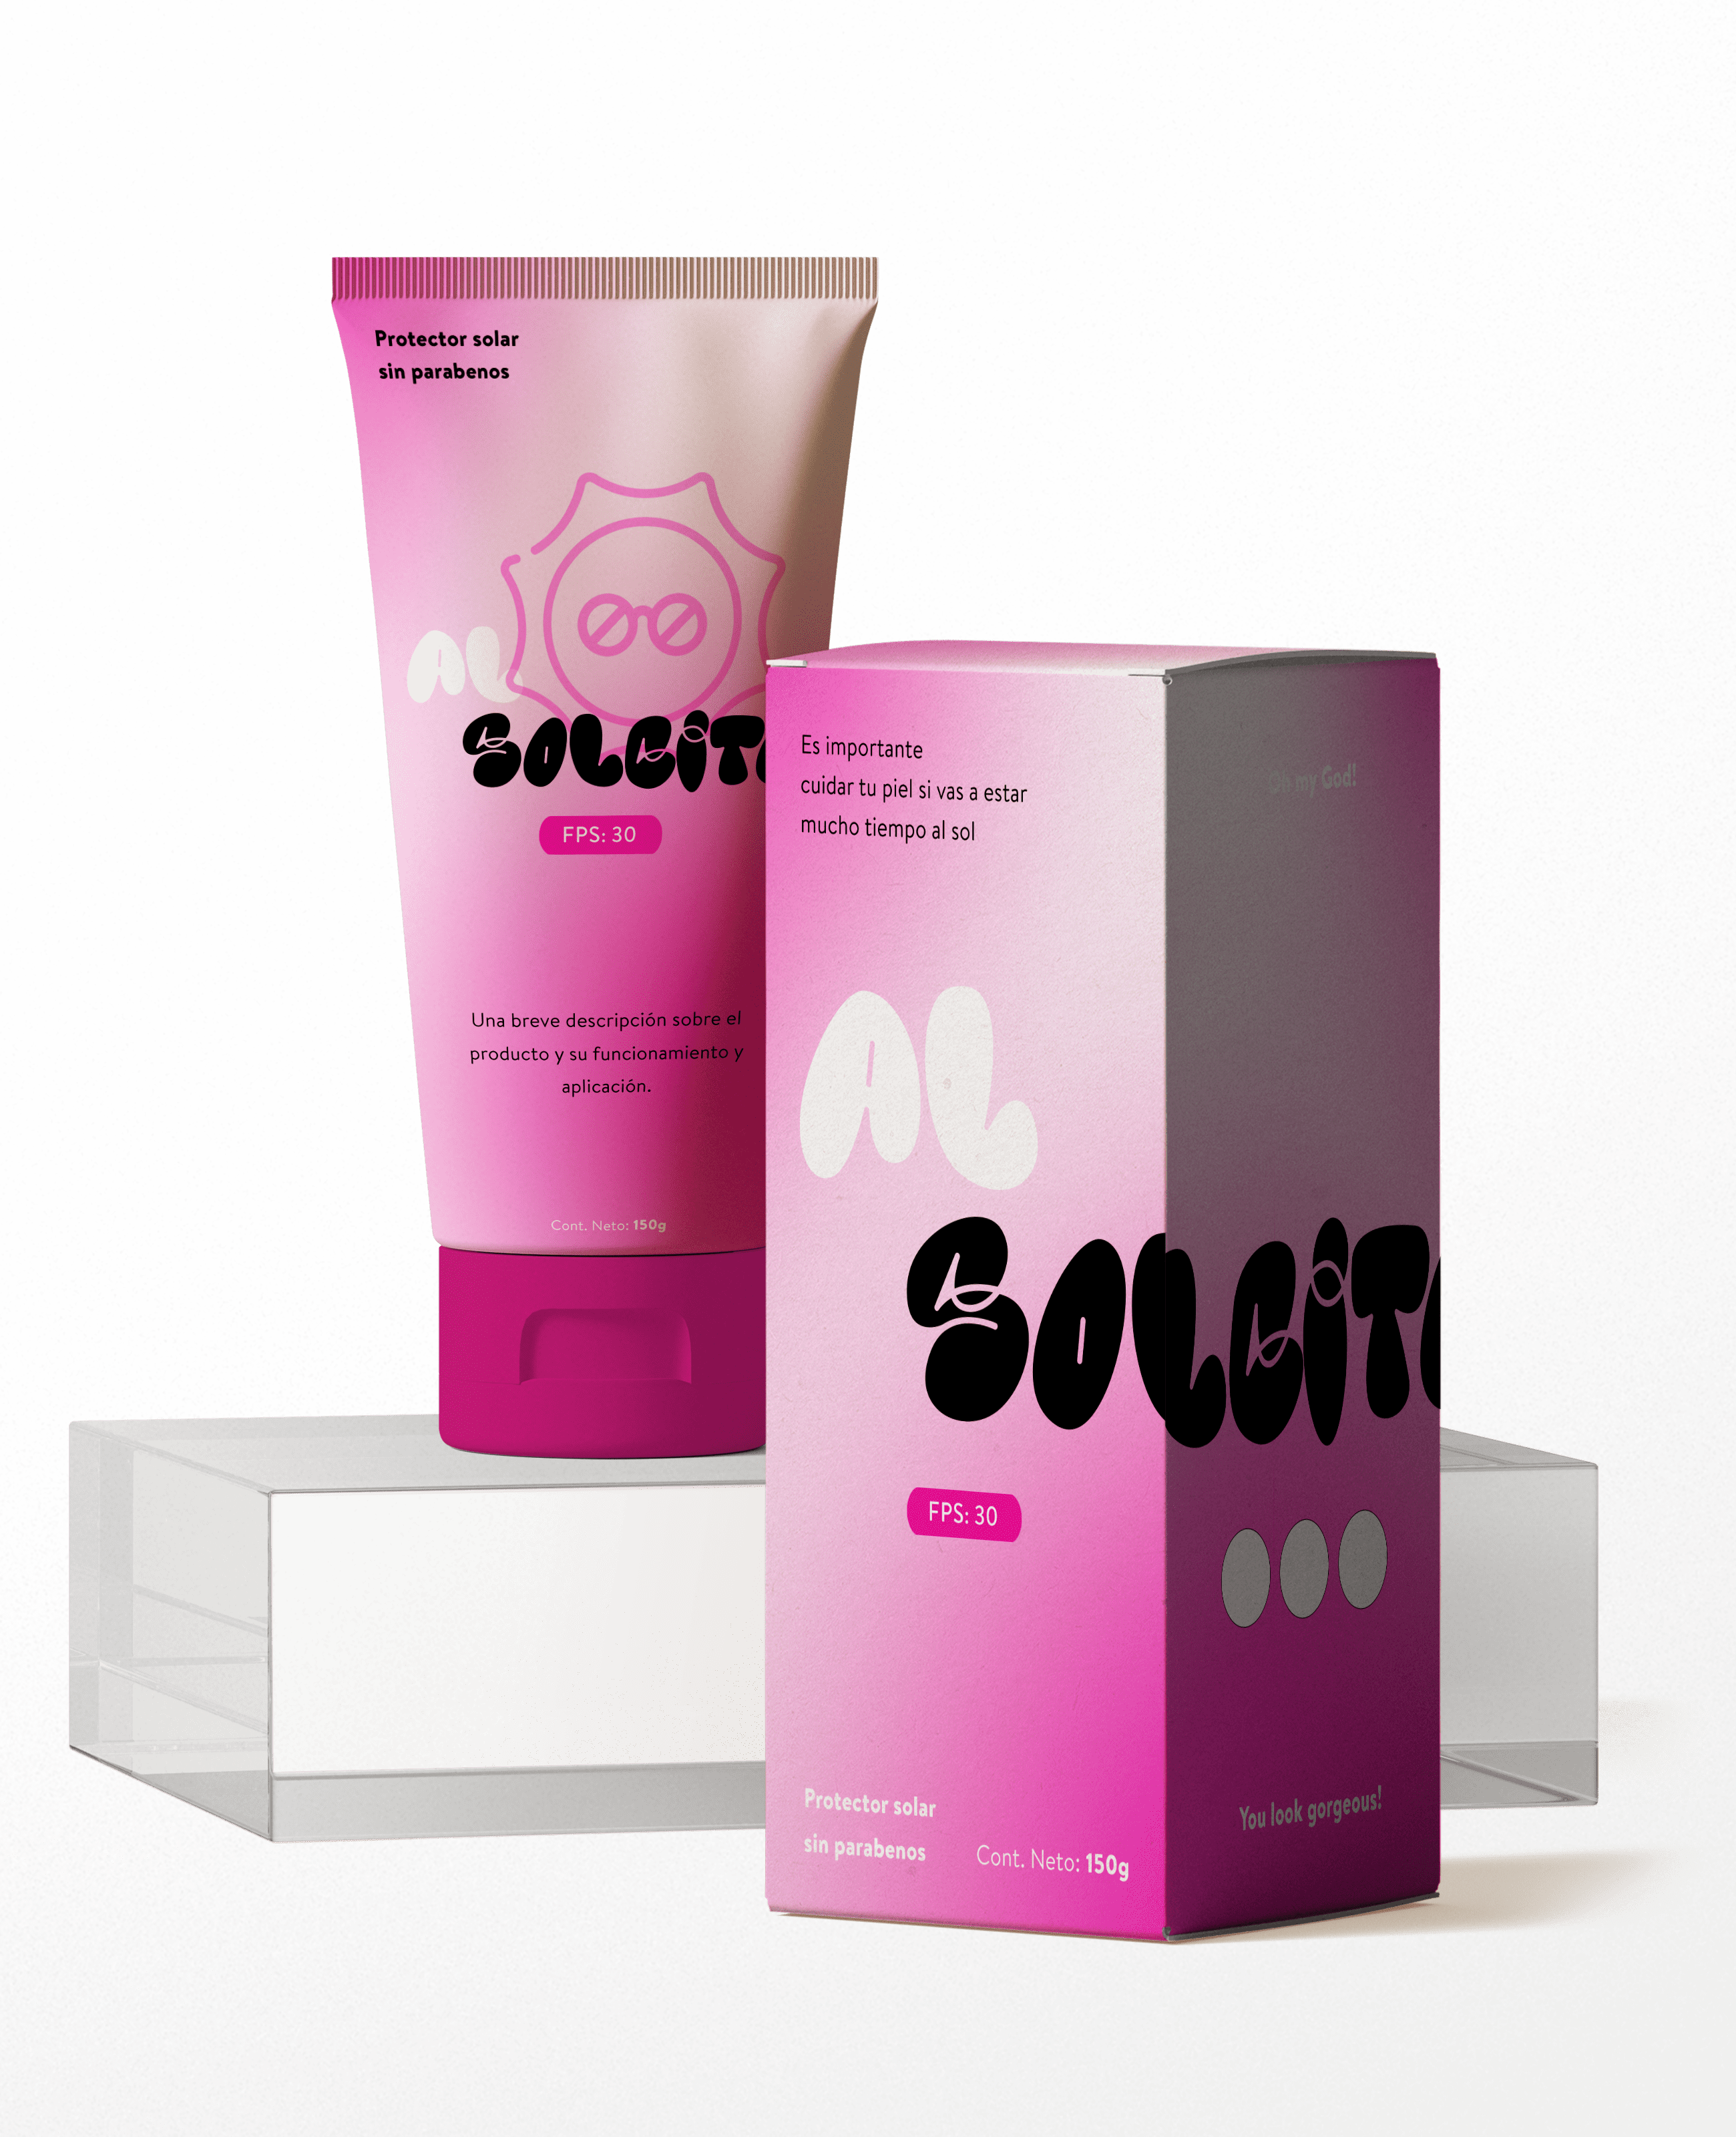 Protector solar
sin parabenos
AL
SOLCiT
FPS: 30
Una breve descripción sobre el
producto y su funcionamiento y
aplicación.
Cont. Neto: 150g
Es importante
cuidar tu piel si vas a estar
mucho tiempo al sol
AL
SOLCiT
FPS: 30
Protector solar
sin parabenos
Cont. Neto: 150g
Oh my God!
You look gorgeous!